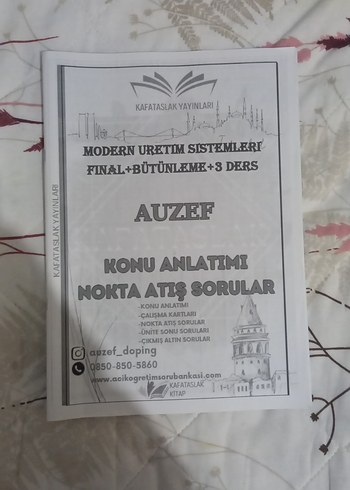 KAFATASLAK YAYINLARI
MODERN URETIM SISTEMLERI
FINAL+BÜTÜNLEME+3 DERS
AUZEF
KONU ANLATIMI
NOKTA ATIŞ SORULAR
-KONU ANLATIMI
-ÇALIŞMA KARTLARI
-NOKTA ATIŞ SORULAR
-ÜNİTE SONU SORULARI
-ÇIKMIŞ ALTIN SORULAR
auzef_doping
0850-850-5860
www.acikogretimsorubankasi.com
KAFATASLAK
KİTAP
KAFATASLAK YAYINLARI